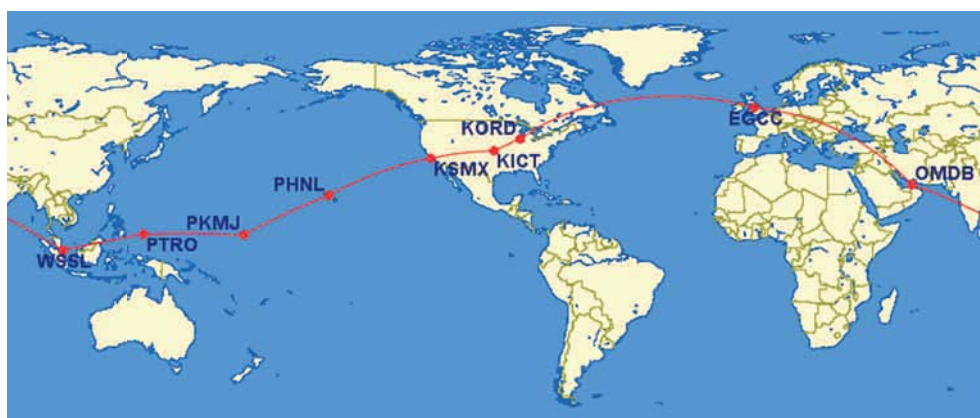 KORD
EGCC
KSMX
KICT
OMDB
PHNL
PKMJ
PTRO
WSSL